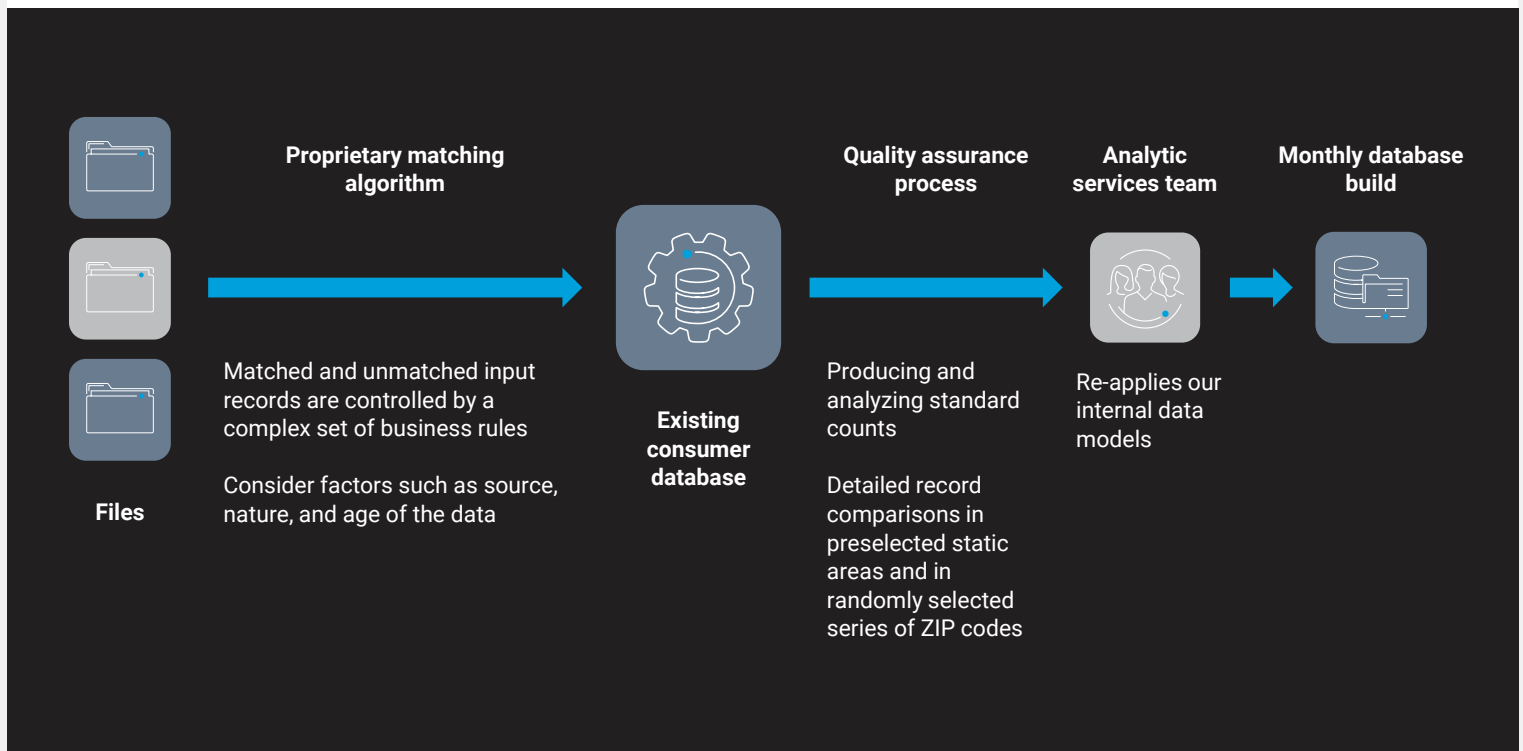 Files
Proprietary matching
algorithm
Matched and unmatched input
records are controlled by a
complex set of business rules
Consider factors such as source,
nature, and age of the data
Existing
consumer
database
Quality assurance
process
Producing and
analyzing standard
counts
Detailed record
comparisons in
preselected static
areas and in
randomly selected
series of ZIP codes
Analytic
services team
Re-applies our
internal data
models
Monthly database
build